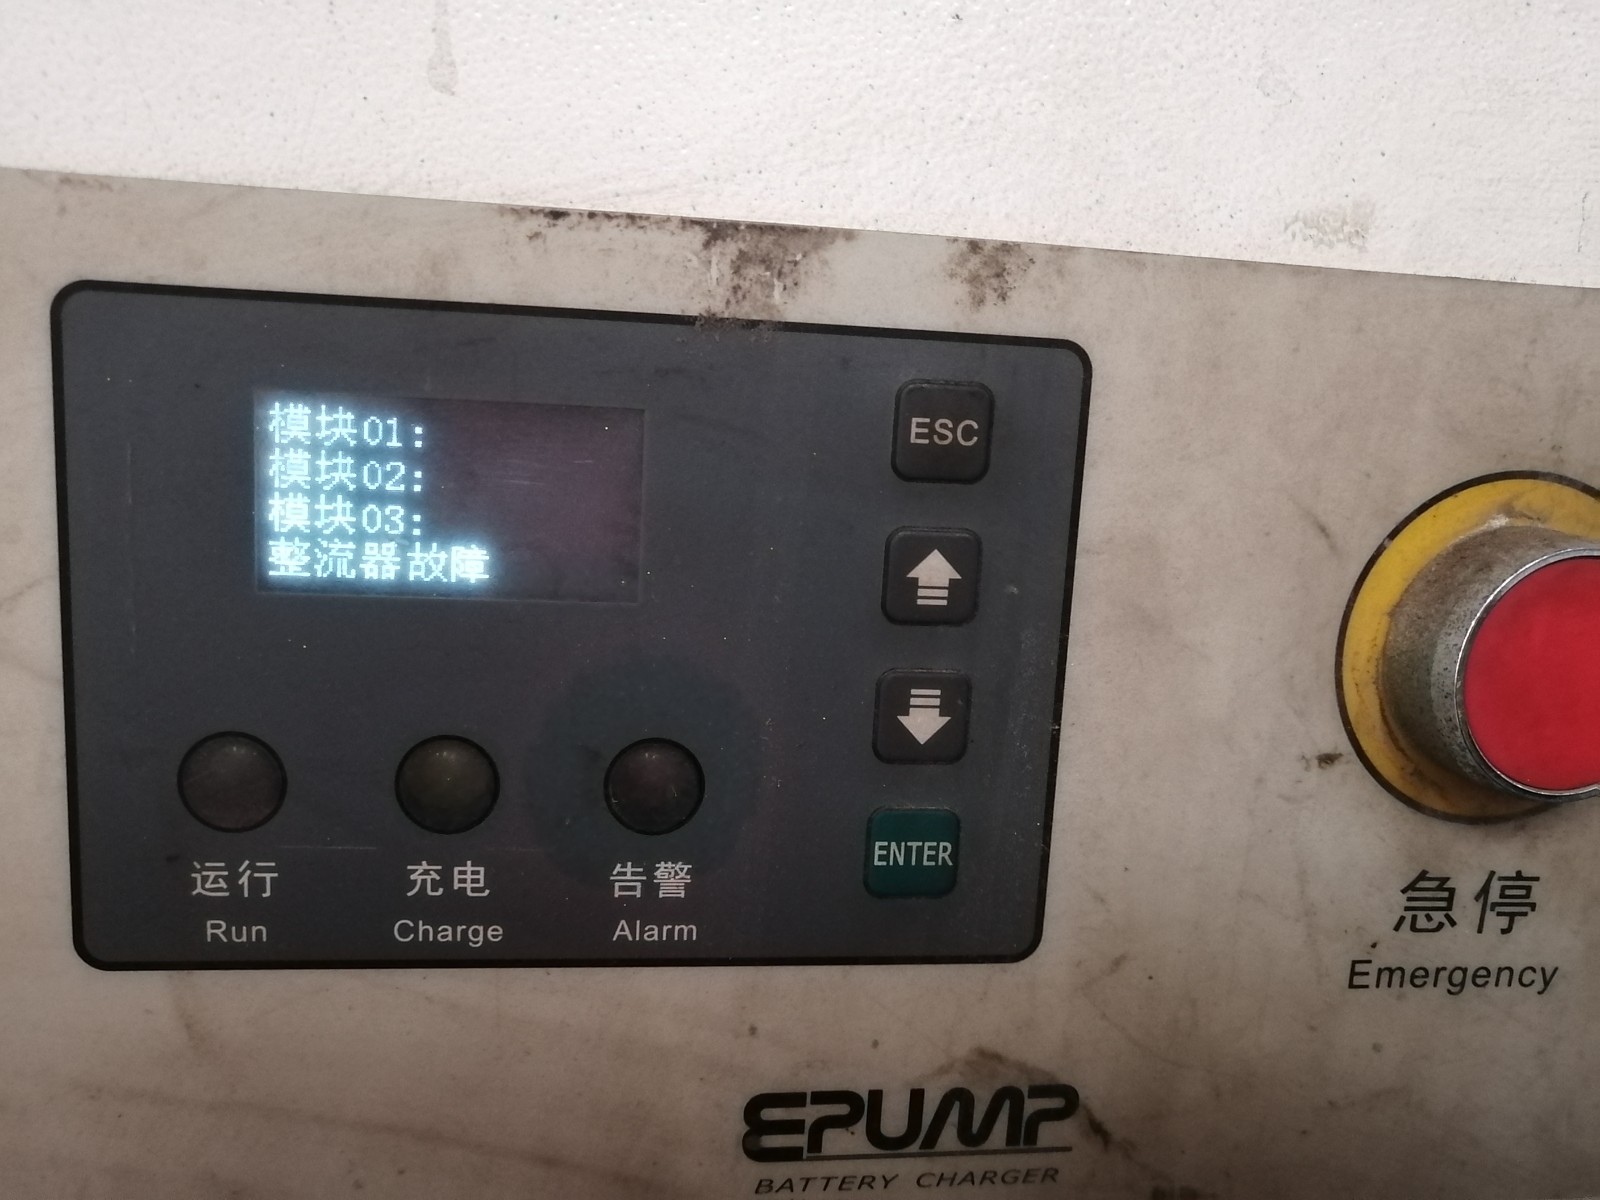 模块01:
模块02:
模块03:
整流器故障
ESC
ENTER
运行
充电
告警
Run
Charge
Alarm
急停
Emergency
EPUMP
BATTERY CHARGER